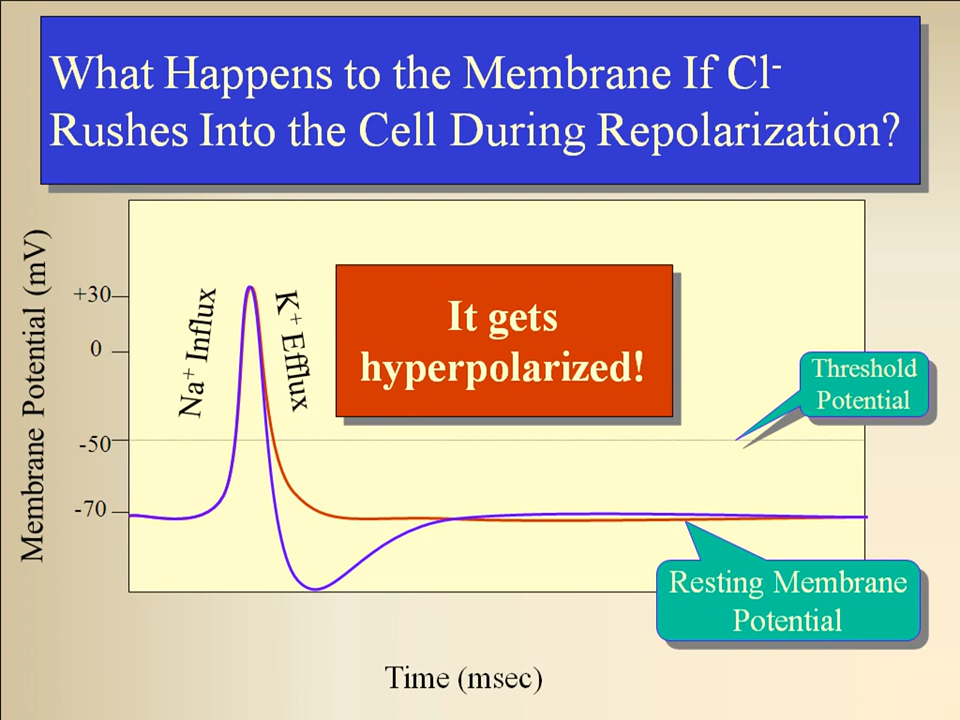 What Happens to the Membrane If Cl-
Rushes Into the Cell During Repolarization?
Membrane Potential (mV)
+30
0
-50
-70
Na+ Influx
K+ Efflux
It gets
hyperpolarized!
Threshold
Potential
Resting Membrane
Potential
Time (msec)